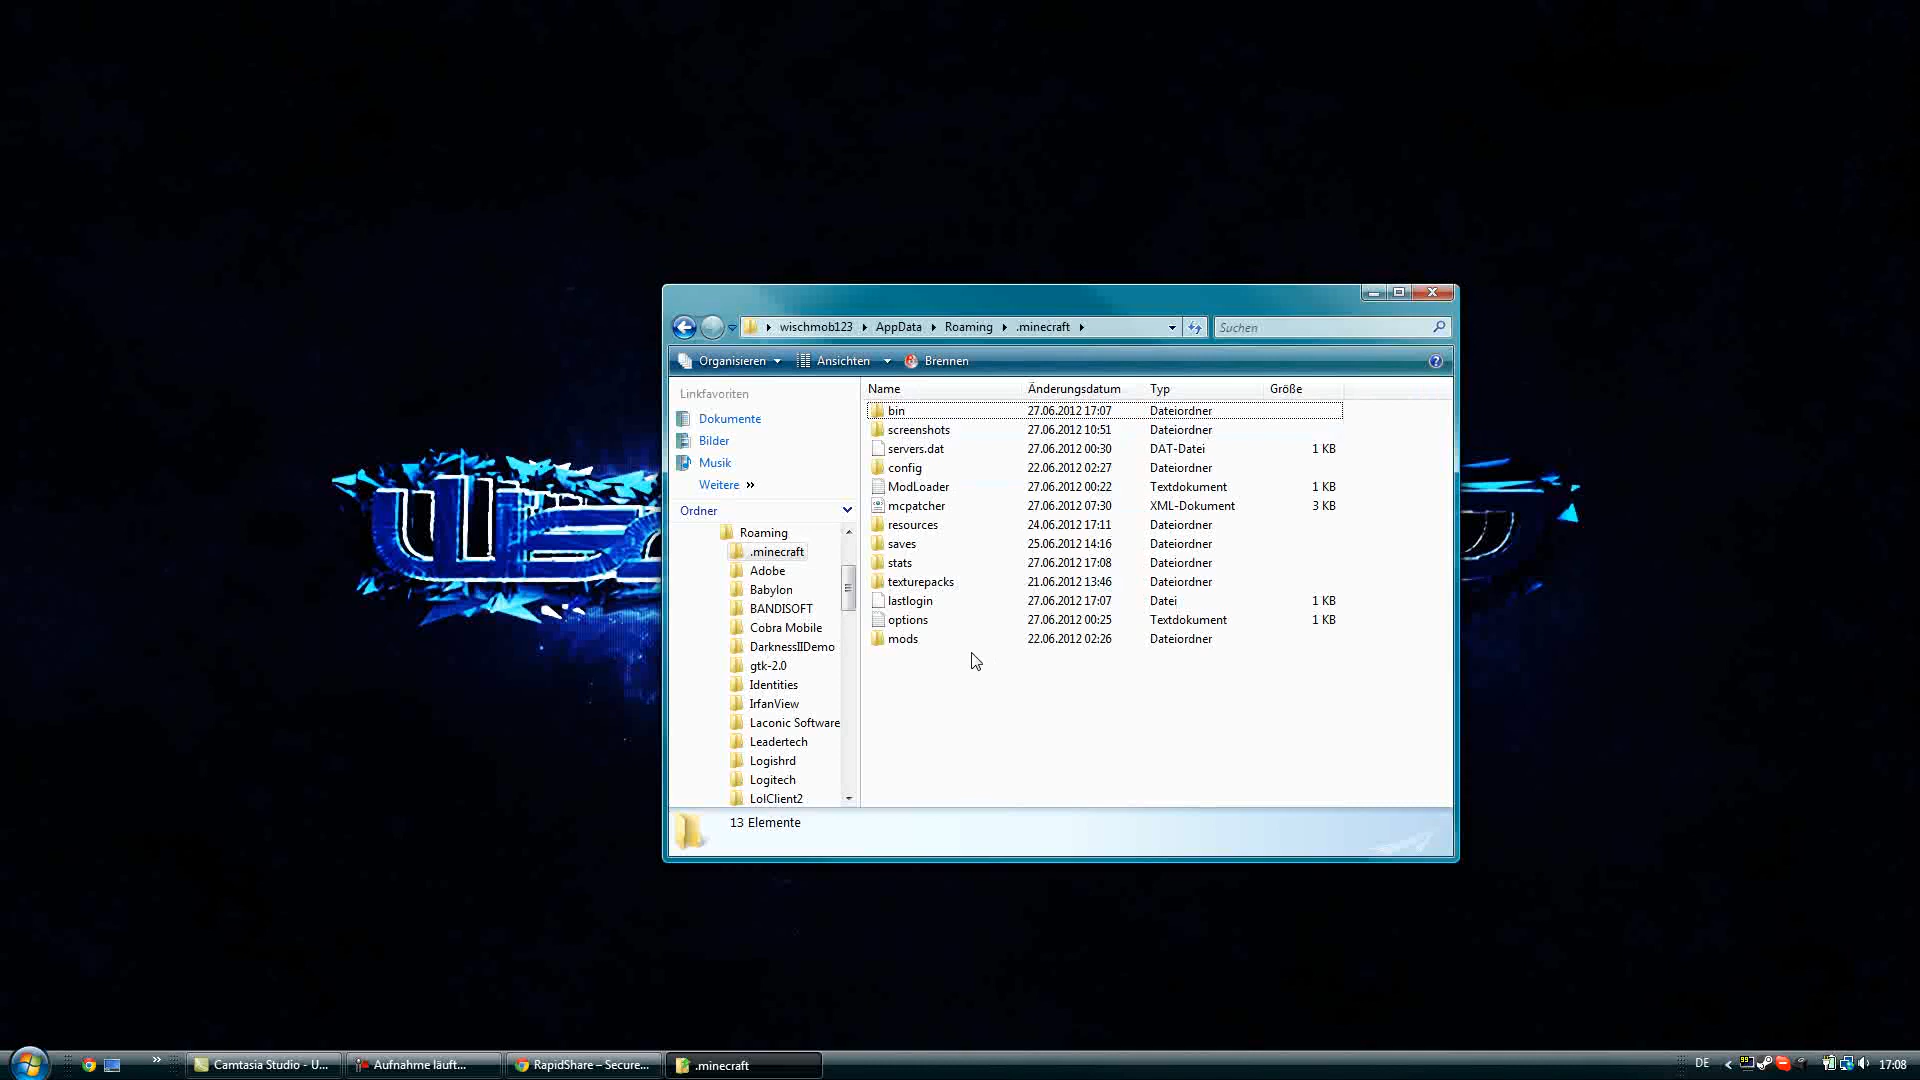 wischmob123 AppData Roaming .minecraft
Suchen
Organisieren Ansichten Brennen
Linkfavoriten
Dokumente
Bilder
Musik
Weitere »
Ordner
Roaming
.minecraft
Adobe
Babylon
BANDISOFT
Cobra Mobile
DarknessIIDemo
gtk-2.0
Identities
IrfanView
Laconic Software
Leadertech
Logishrd
Logitech
LolClient2
Name Änderungsdatum Typ Größe
bin 27.06.2012 17:07 Dateiordner
screenshots 27.06.2012 10:51 Dateiordner
servers.dat 27.06.2012 00:30 DAT-Datei 1 KB
config 22.06.2012 02:27 Dateiordner
ModLoader 27.06.2012 00:22 Textdokument 1 KB
mcpatcher 27.06.2012 07:30 XML-Dokument 3 KB
resources 24.06.2012 17:11 Dateiordner
saves 25.06.2012 14:16 Dateiordner
stats 27.06.2012 17:08 Dateiordner
texturepacks 21.06.2012 13:46 Dateiordner
lastlogin 27.06.2012 17:07 Datei 1 KB
options 27.06.2012 00:25 Textdokument 1 KB
mods 22.06.2012 02:26 Dateiordner
13 Elemente
Camtasia Studio - U... Aufnahme läuft... RapidShare – Secure... .minecraft DE 17:08